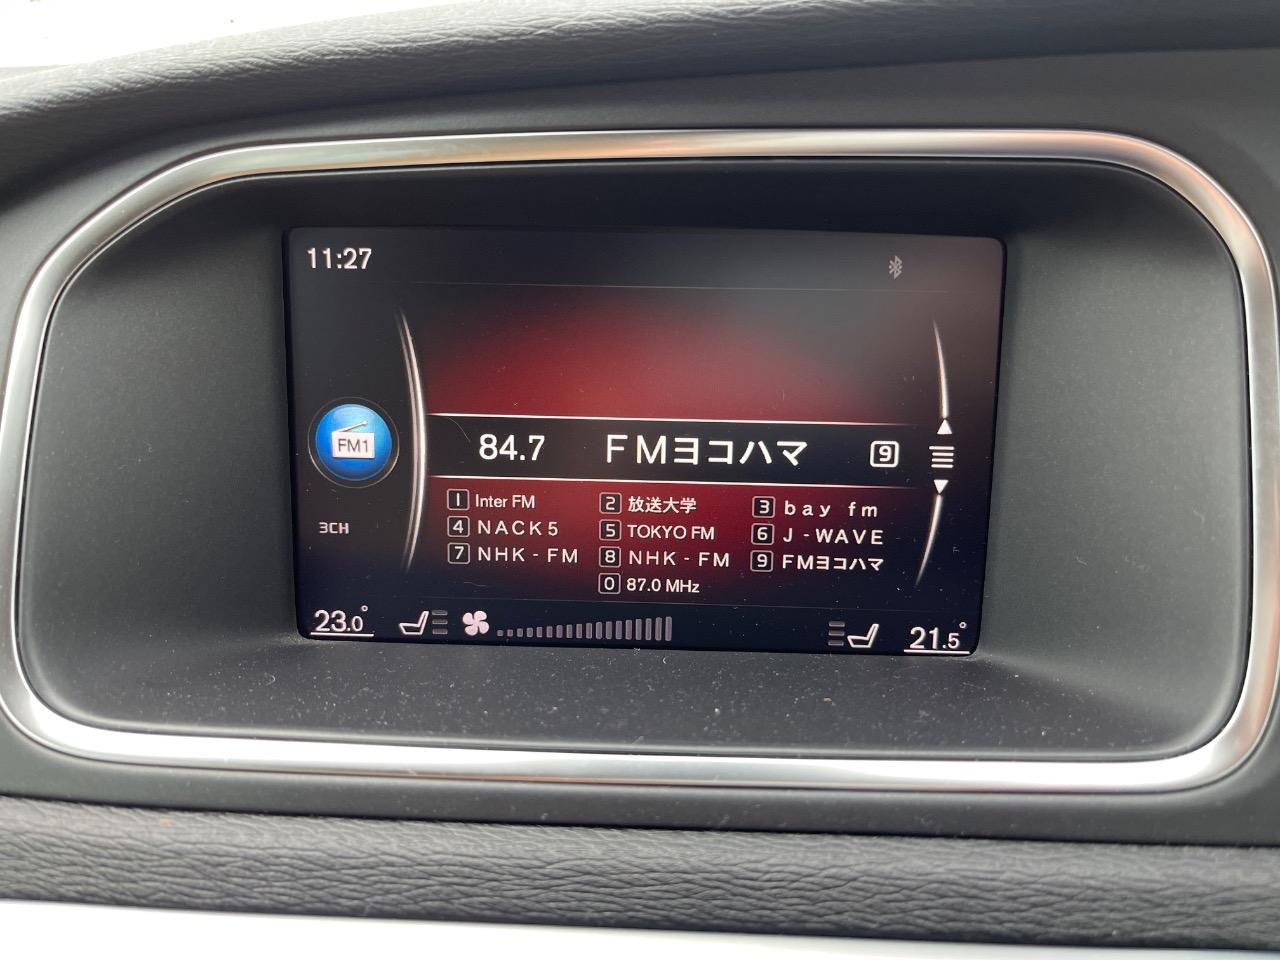 11:27
FM1
84.7 FMヨコハマ 9
3CH
1 Inter FM 2 放送大学 3 bay fm
4 NACK5 5 TOKYO FM 6 J-WAVE
7 NHK-FM 8 NHK-FM 9 FMヨコハマ
0 87.0 MHz
23.0° 21.5°